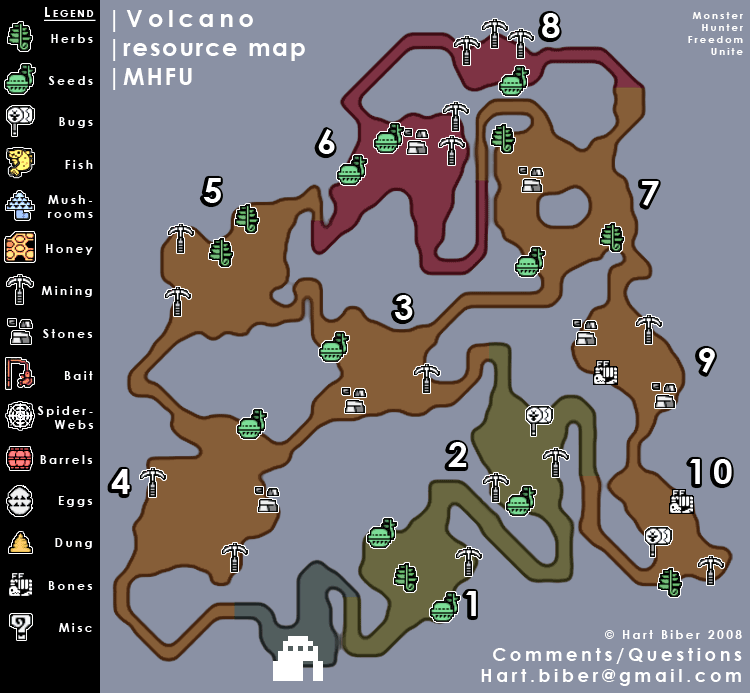 Legend
Herbs
Seeds
Bugs
Fish
Mush-
rooms
Honey
Mining
Stones
Bait
Spider-
Webs
Barrels
Eggs
Dung
Bones
Misc
|Volcano
|resource map
|MHFU
Monster
Hunter
Freedom
Unite
8
6
5
7
3
9
2
4
10
1
© Hart Biber 2008
Comments/Questions
Hart.biber@gmail.com